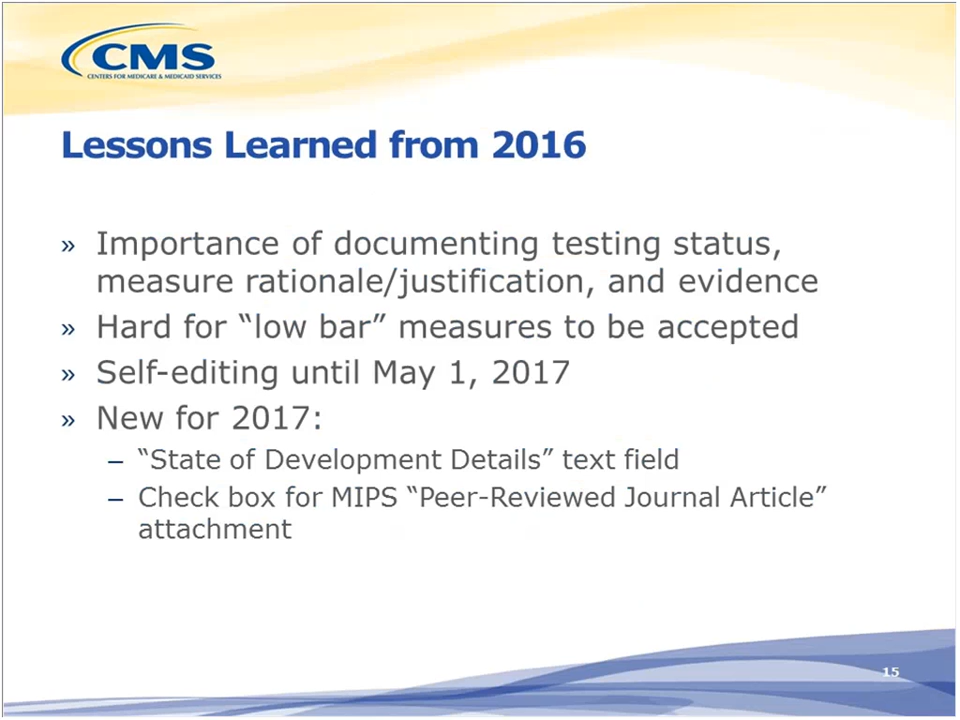 CMS
CENTERS FOR MEDICARE & MEDICAID SERVICES
Lessons Learned from 2016
» Importance of documenting testing status,
measure rationale/justification, and evidence
» Hard for “low bar” measures to be accepted
» Self-editing until May 1, 2017
» New for 2017:
– “State of Development Details” text field
– Check box for MIPS “Peer-Reviewed Journal Article”
attachment
15